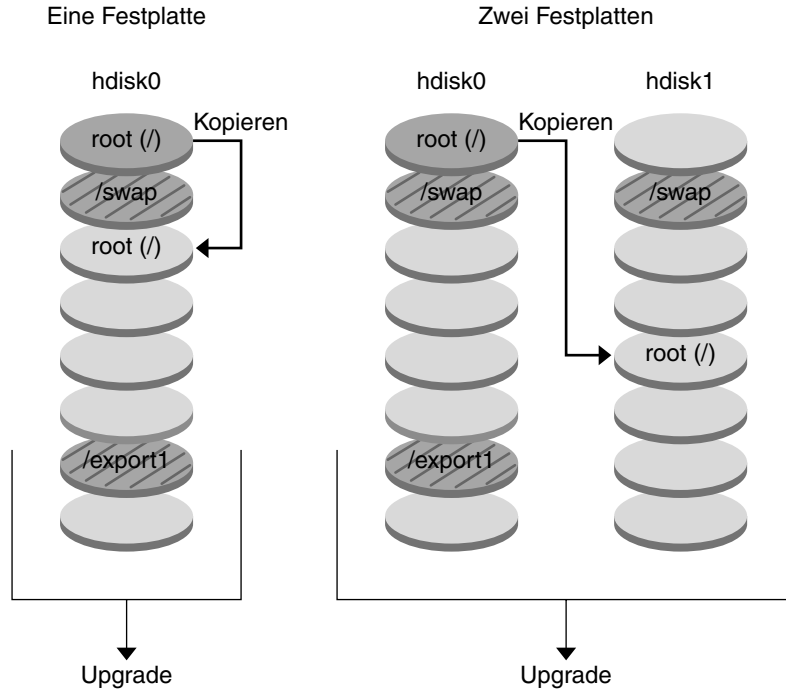 Eine Festplatte
hdisk0
root (/)
Kopieren
/swap
root (/)
/export1
Upgrade
Zwei Festplatten
hdisk0
hdisk1
root (/)
Kopieren
/swap
/swap
root (/)
/export1
Upgrade